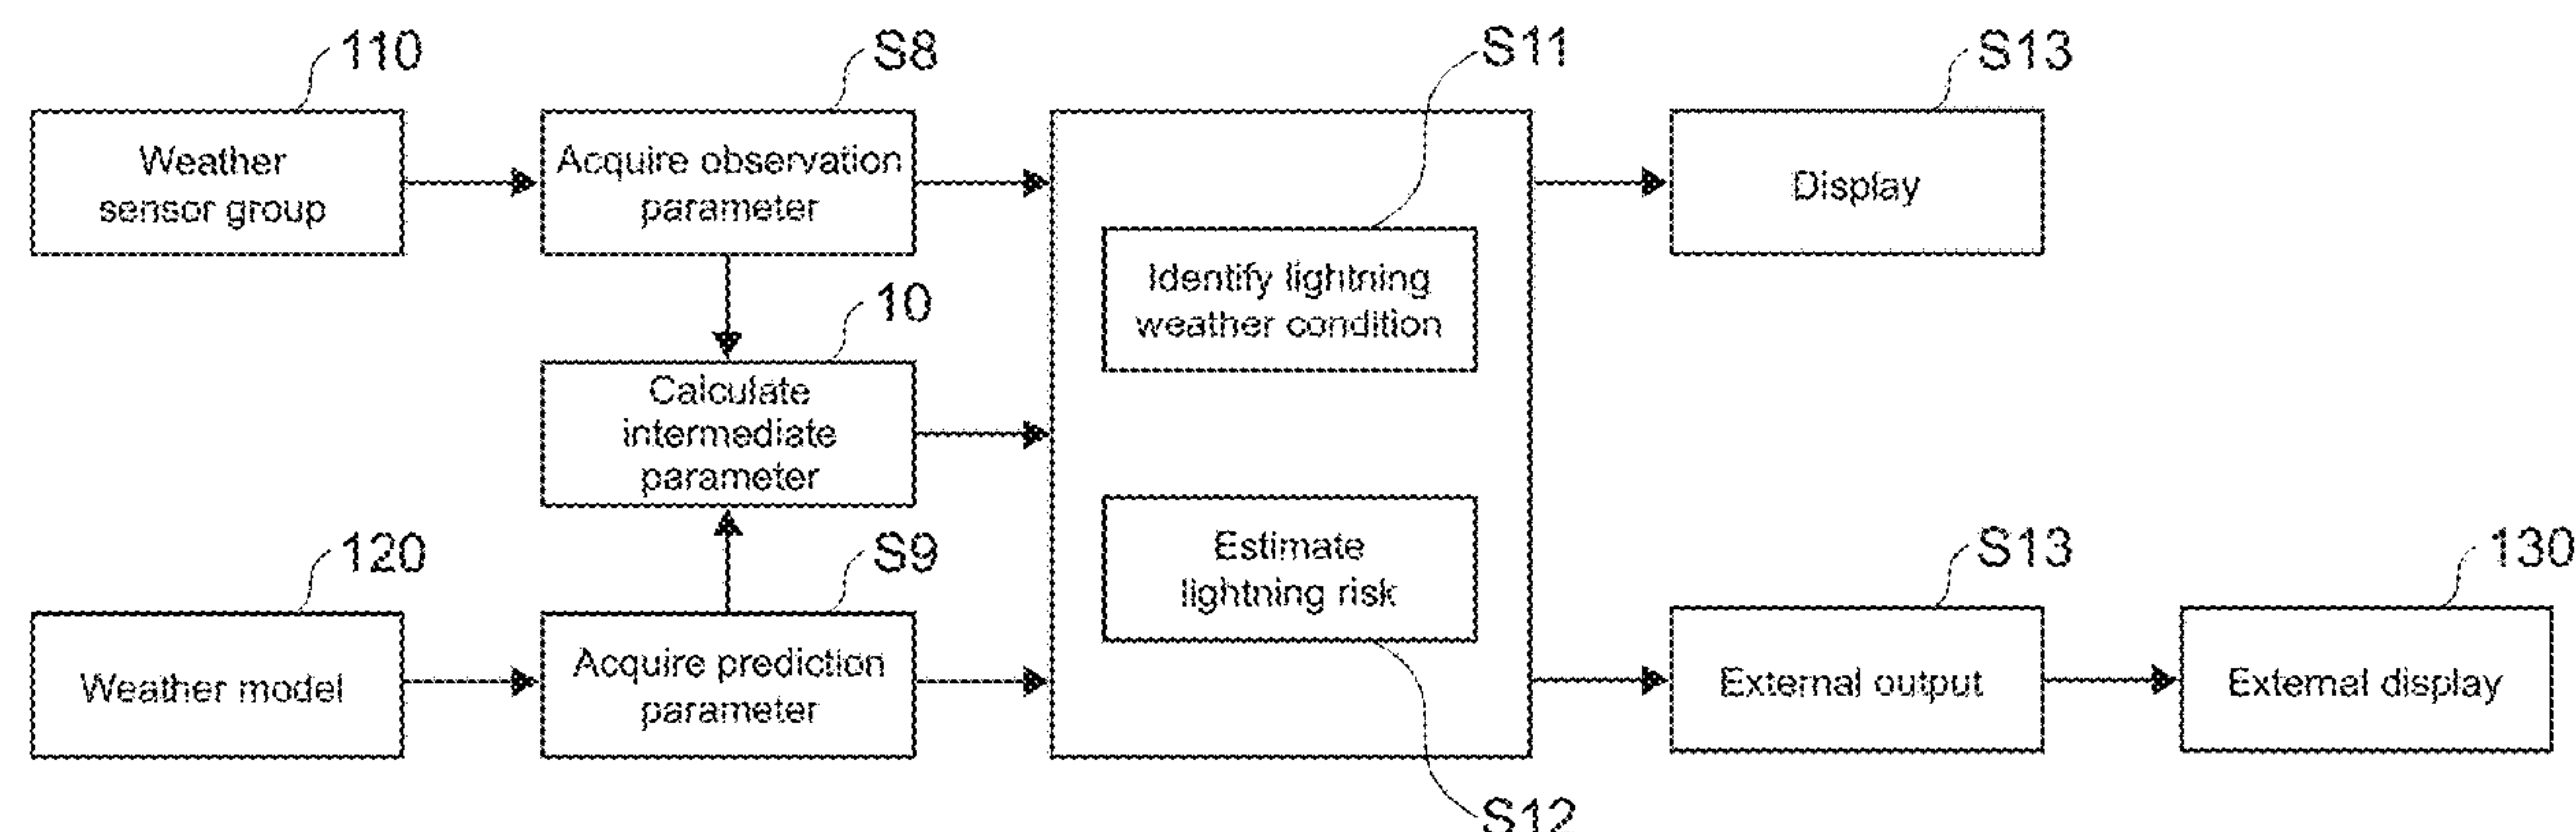 110
S8
S11
S13
Weather
sensor group
Acquire observation
parameter
Identify lightning
weather condition
Display
10
Calculate
intermediate
parameter
120
S9
Estimate
lightning risk
S13
130
Weather model
Acquire prediction
parameter
External output
External display
S12